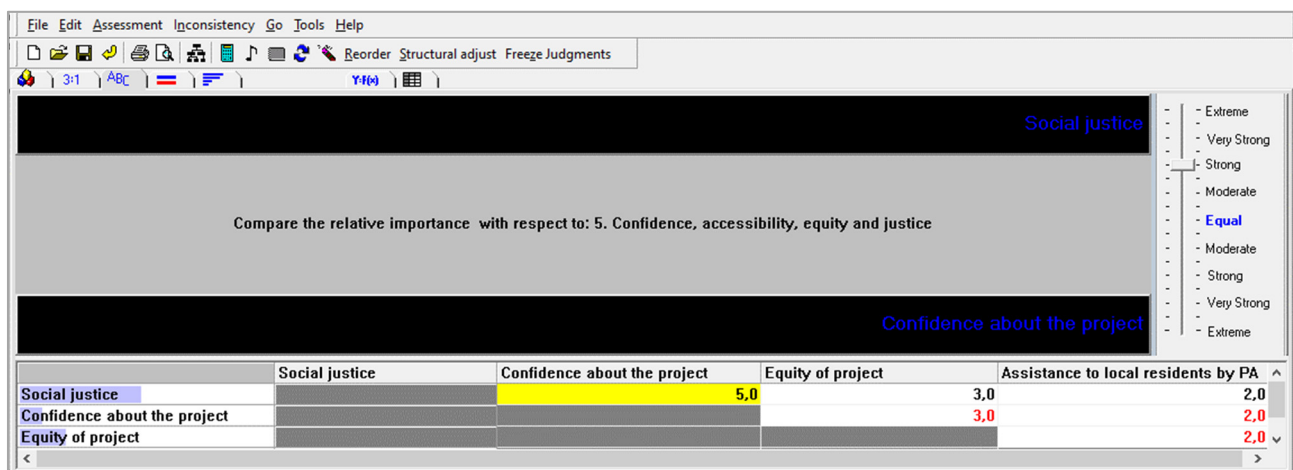 File Edit Assessment Inconsistency Go Tools Help
Reorder Structural adjust Freeze Judgments
3:1 ABC Y:F(x)
Social justice
Compare the relative importance with respect to: 5. Confidence, accessibility, equity and justice
Confidence about the project
Extreme
Very Strong
Strong
Moderate
Equal
Moderate
Strong
Very Strong
Extreme
Social justice Confidence about the project Equity of project Assistance to local residents by PA
Social justice 5,0 3,0 2,0
Confidence about the project 3,0 2,0
Equity of project 2,0